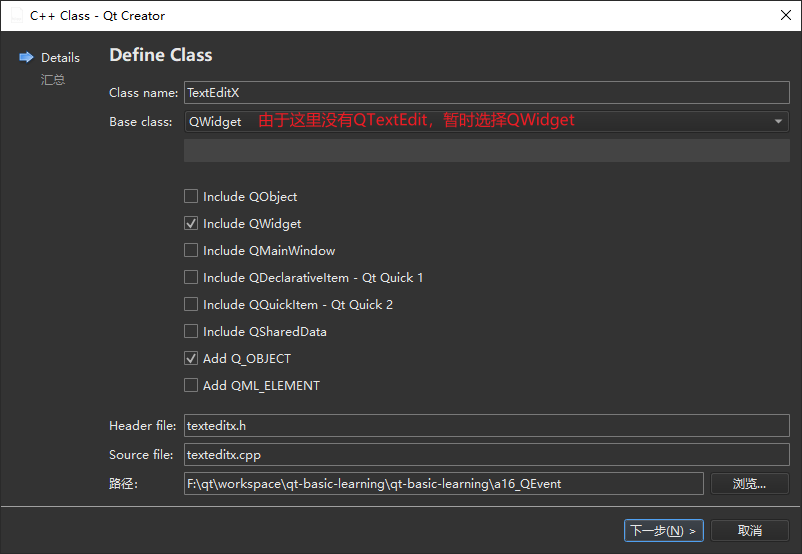 C++ Class - Qt Creator
Details
汇总
Define Class
Class name: TextEditX
Base class: QWidget 由于这里没有QTextEdit，暂时选择QWidget
Include QObject
Include QWidget
Include QMainWindow
Include QDeclarativeItem - Qt Quick 1
Include QQuickItem - Qt Quick 2
Include QSharedData
Add Q_OBJECT
Add QML_ELEMENT
Header file: texteditx.h
Source file: texteditx.cpp
路径： F:\qt\workspace\qt-basic-learning\qt-basic-learning\a16_QEvent 浏览...
下一步(N) > 取消